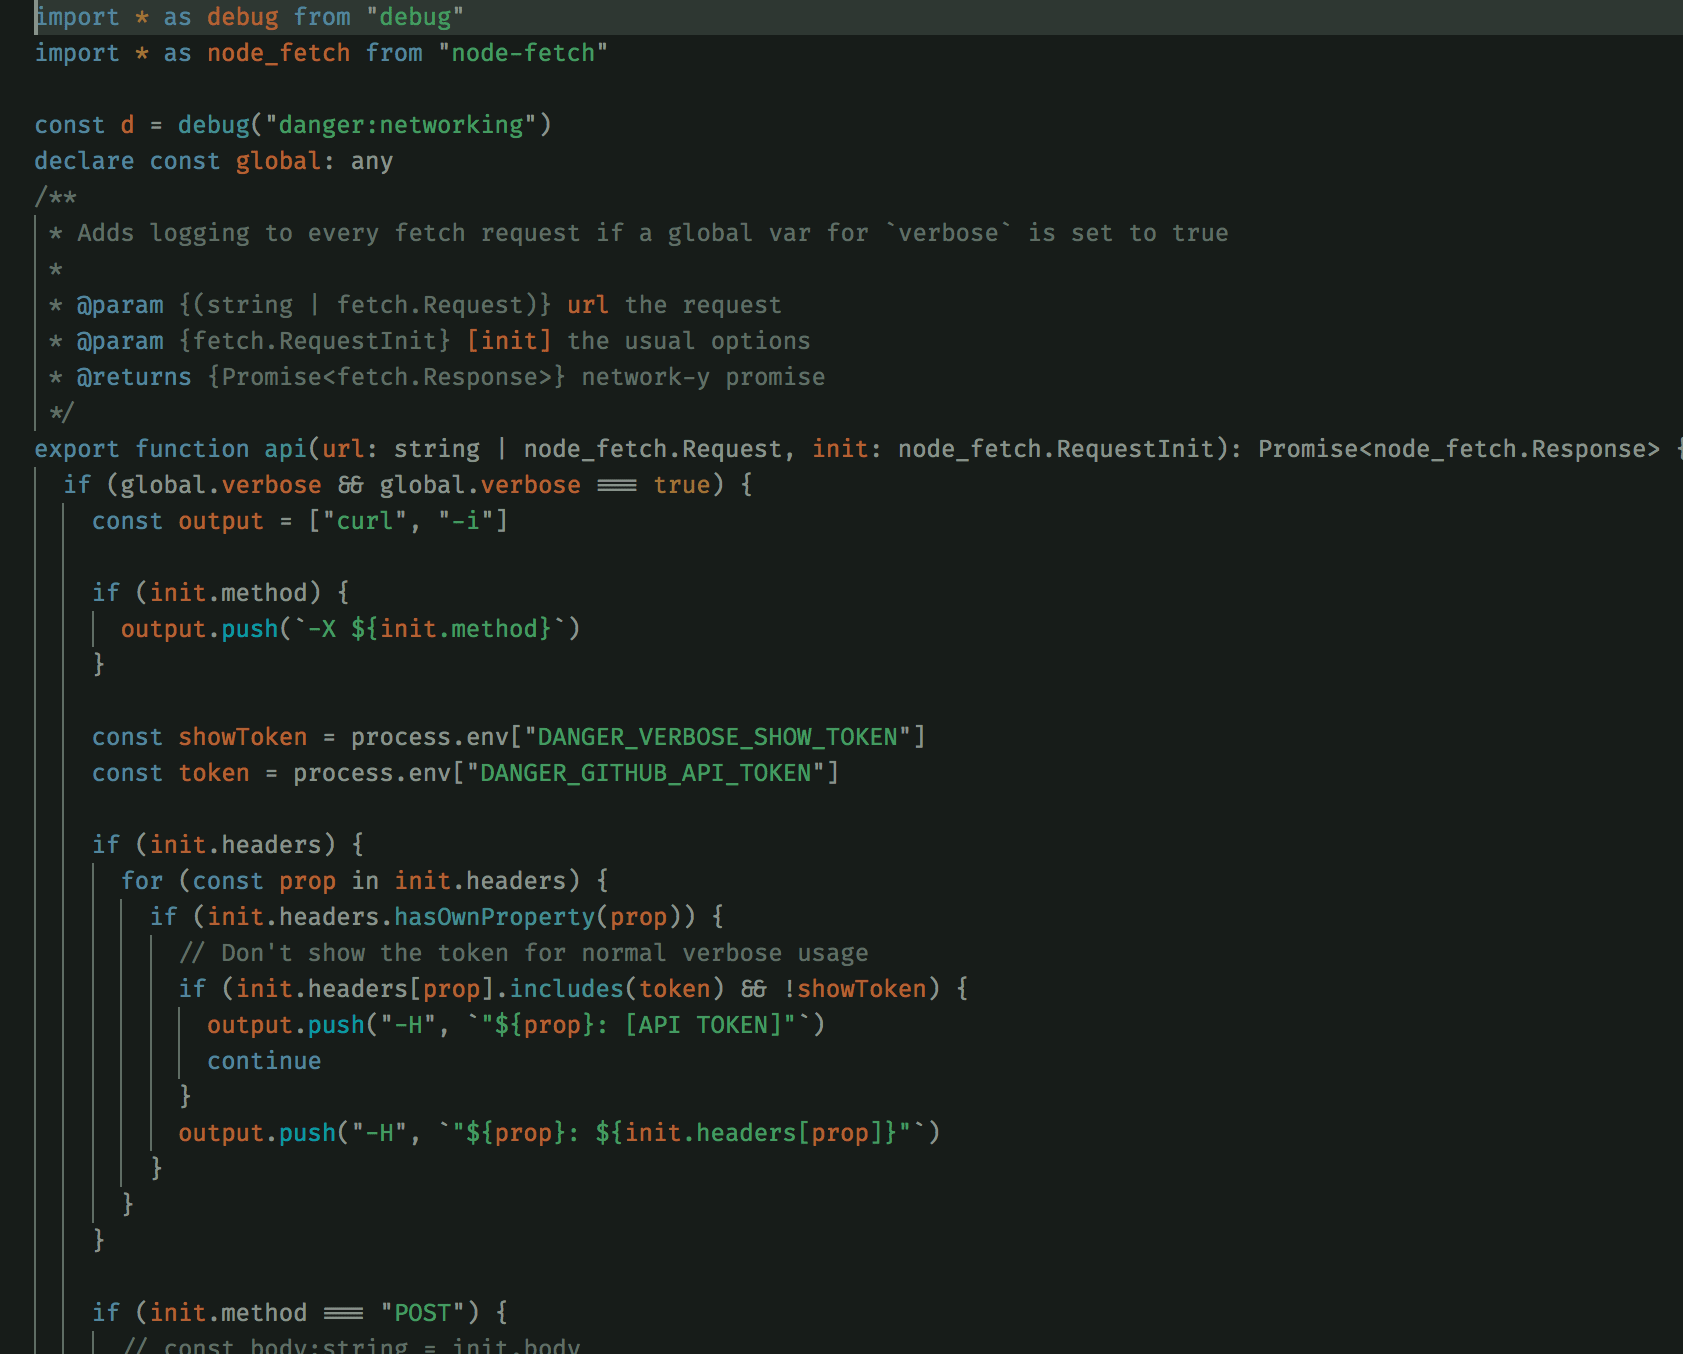 import * as debug from "debug"
import * as node_fetch from "node-fetch"

const d = debug("danger:networking")
declare const global: any
/**
 * Adds logging to every fetch request if a global var for `verbose` is set to true
 *
 * @param {(string | fetch.Request)} url the request
 * @param {fetch.RequestInit} [init] the usual options
 * @returns {Promise<fetch.Response>} network-y promise
 */
export function api(url: string | node_fetch.Request, init: node_fetch.RequestInit): Promise<node_fetch.Response> {
  if (global.verbose && global.verbose === true) {
    const output = ["curl", "-i"]

    if (init.method) {
      output.push(`-X ${init.method}`)
    }

    const showToken = process.env["DANGER_VERBOSE_SHOW_TOKEN"]
    const token = process.env["DANGER_GITHUB_API_TOKEN"]

    if (init.headers) {
      for (const prop in init.headers) {
        if (init.headers.hasOwnProperty(prop)) {
          // Don't show the token for normal verbose usage
          if (init.headers[prop].includes(token) && !showToken) {
            output.push("-H", `"${prop}: [API TOKEN]"`)
            continue
          }
          output.push("-H", `"${prop}: ${init.headers[prop]}"`)
        }
      }
    }

    if (init.method === "POST") {
      // const body:string = init.body